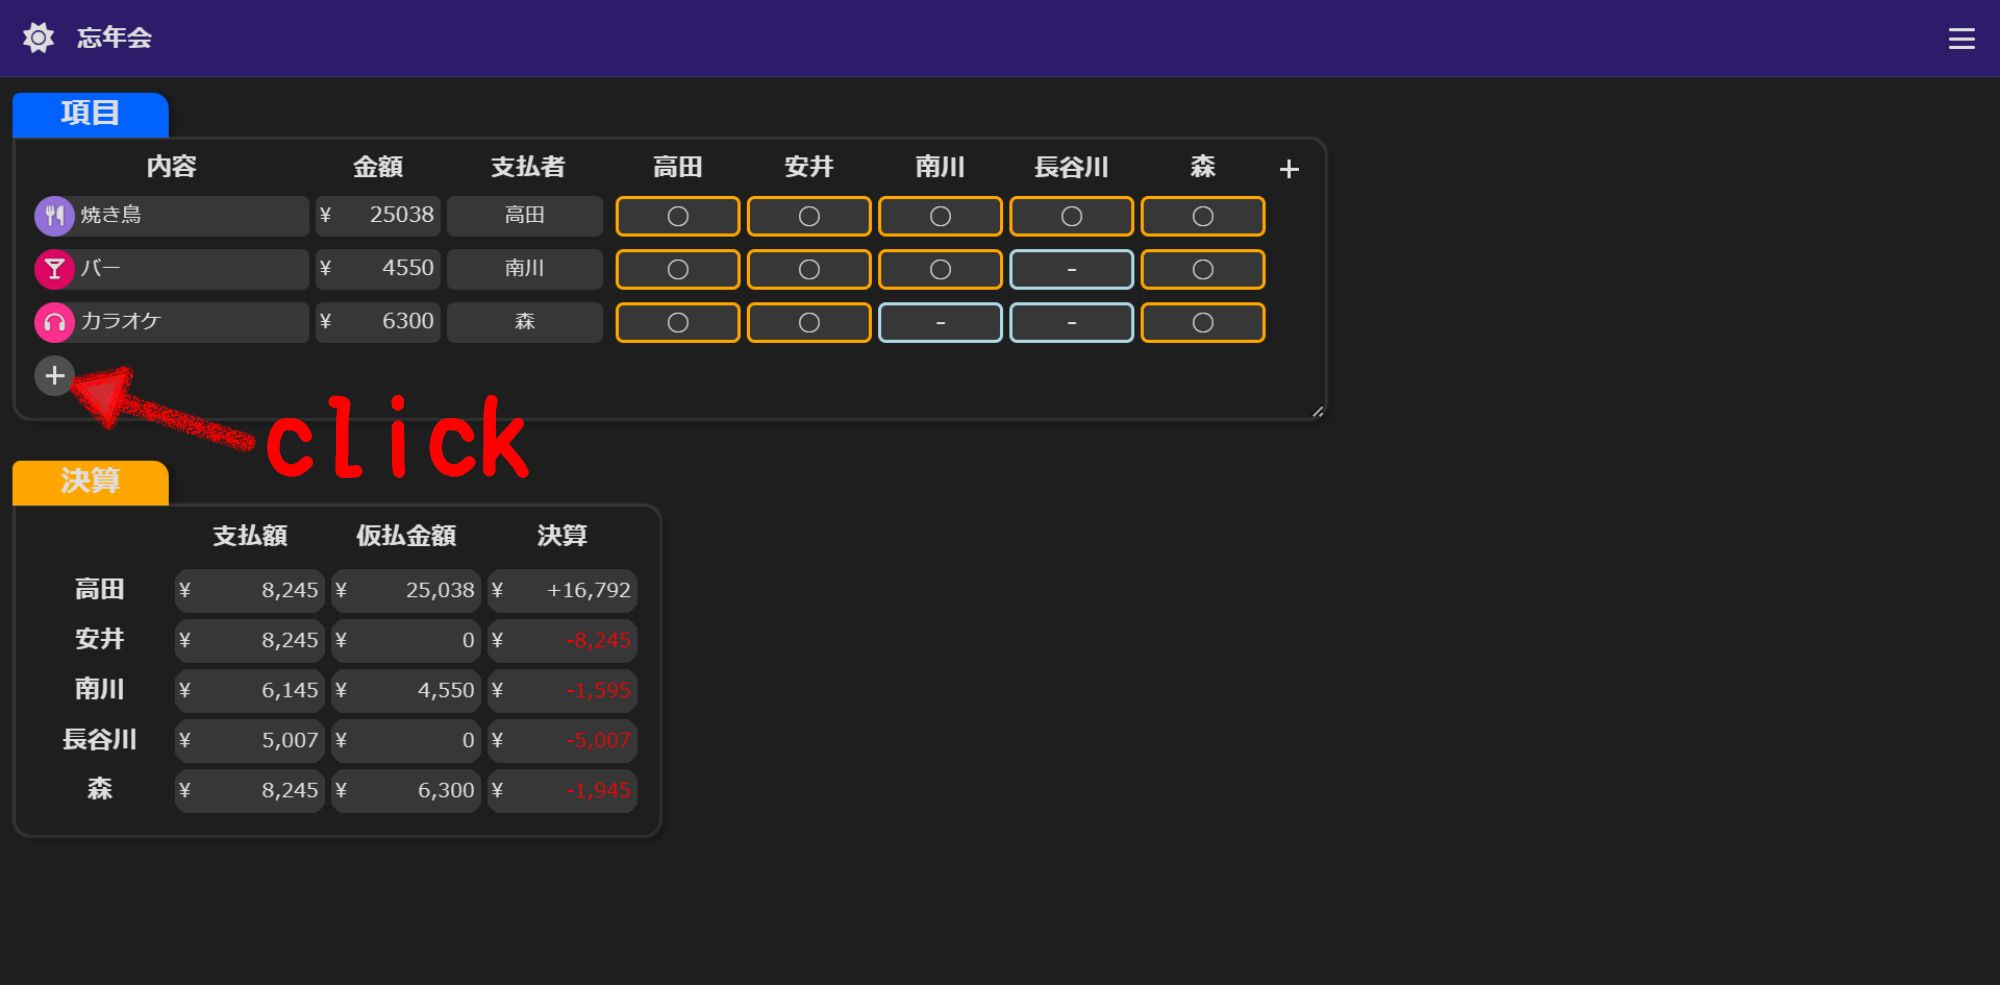 忘年会
項目
内容 金額 支払者 高田 安井 南川 長谷川 森 +
焼き鳥 ¥ 25038 高田 ○ ○ ○ ○ ○
バー ¥ 4550 南川 ○ ○ ○ - ○
カラオケ ¥ 6300 森 ○ ○ - - ○
+
click
決算
支払額 仮払金額 決算
高田 ¥ 8,245 ¥ 25,038 ¥ +16,792
安井 ¥ 8,245 ¥ 0 ¥ -8,245
南川 ¥ 6,145 ¥ 4,550 ¥ -1,595
長谷川 ¥ 5,007 ¥ 0 ¥ -5,007
森 ¥ 8,245 ¥ 6,300 ¥ -1,945